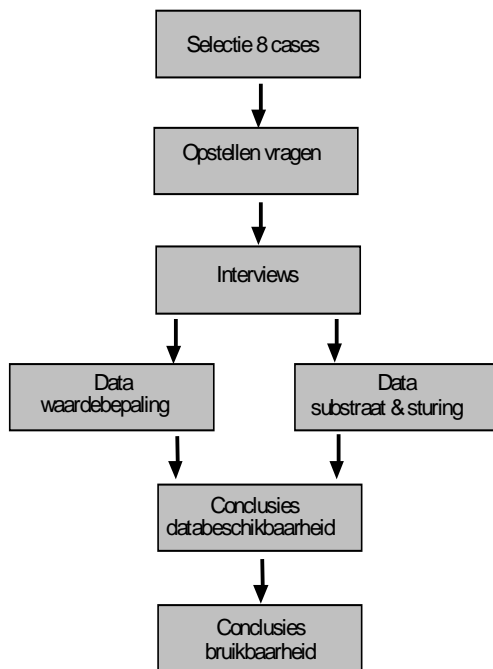 Selectie 8 cases
Opstellen vragen
Interviews
Data
waardebepaling
Data
substraat & sturing
Conclusies
databeschikbaarheid
Conclusies
bruikbaarheid